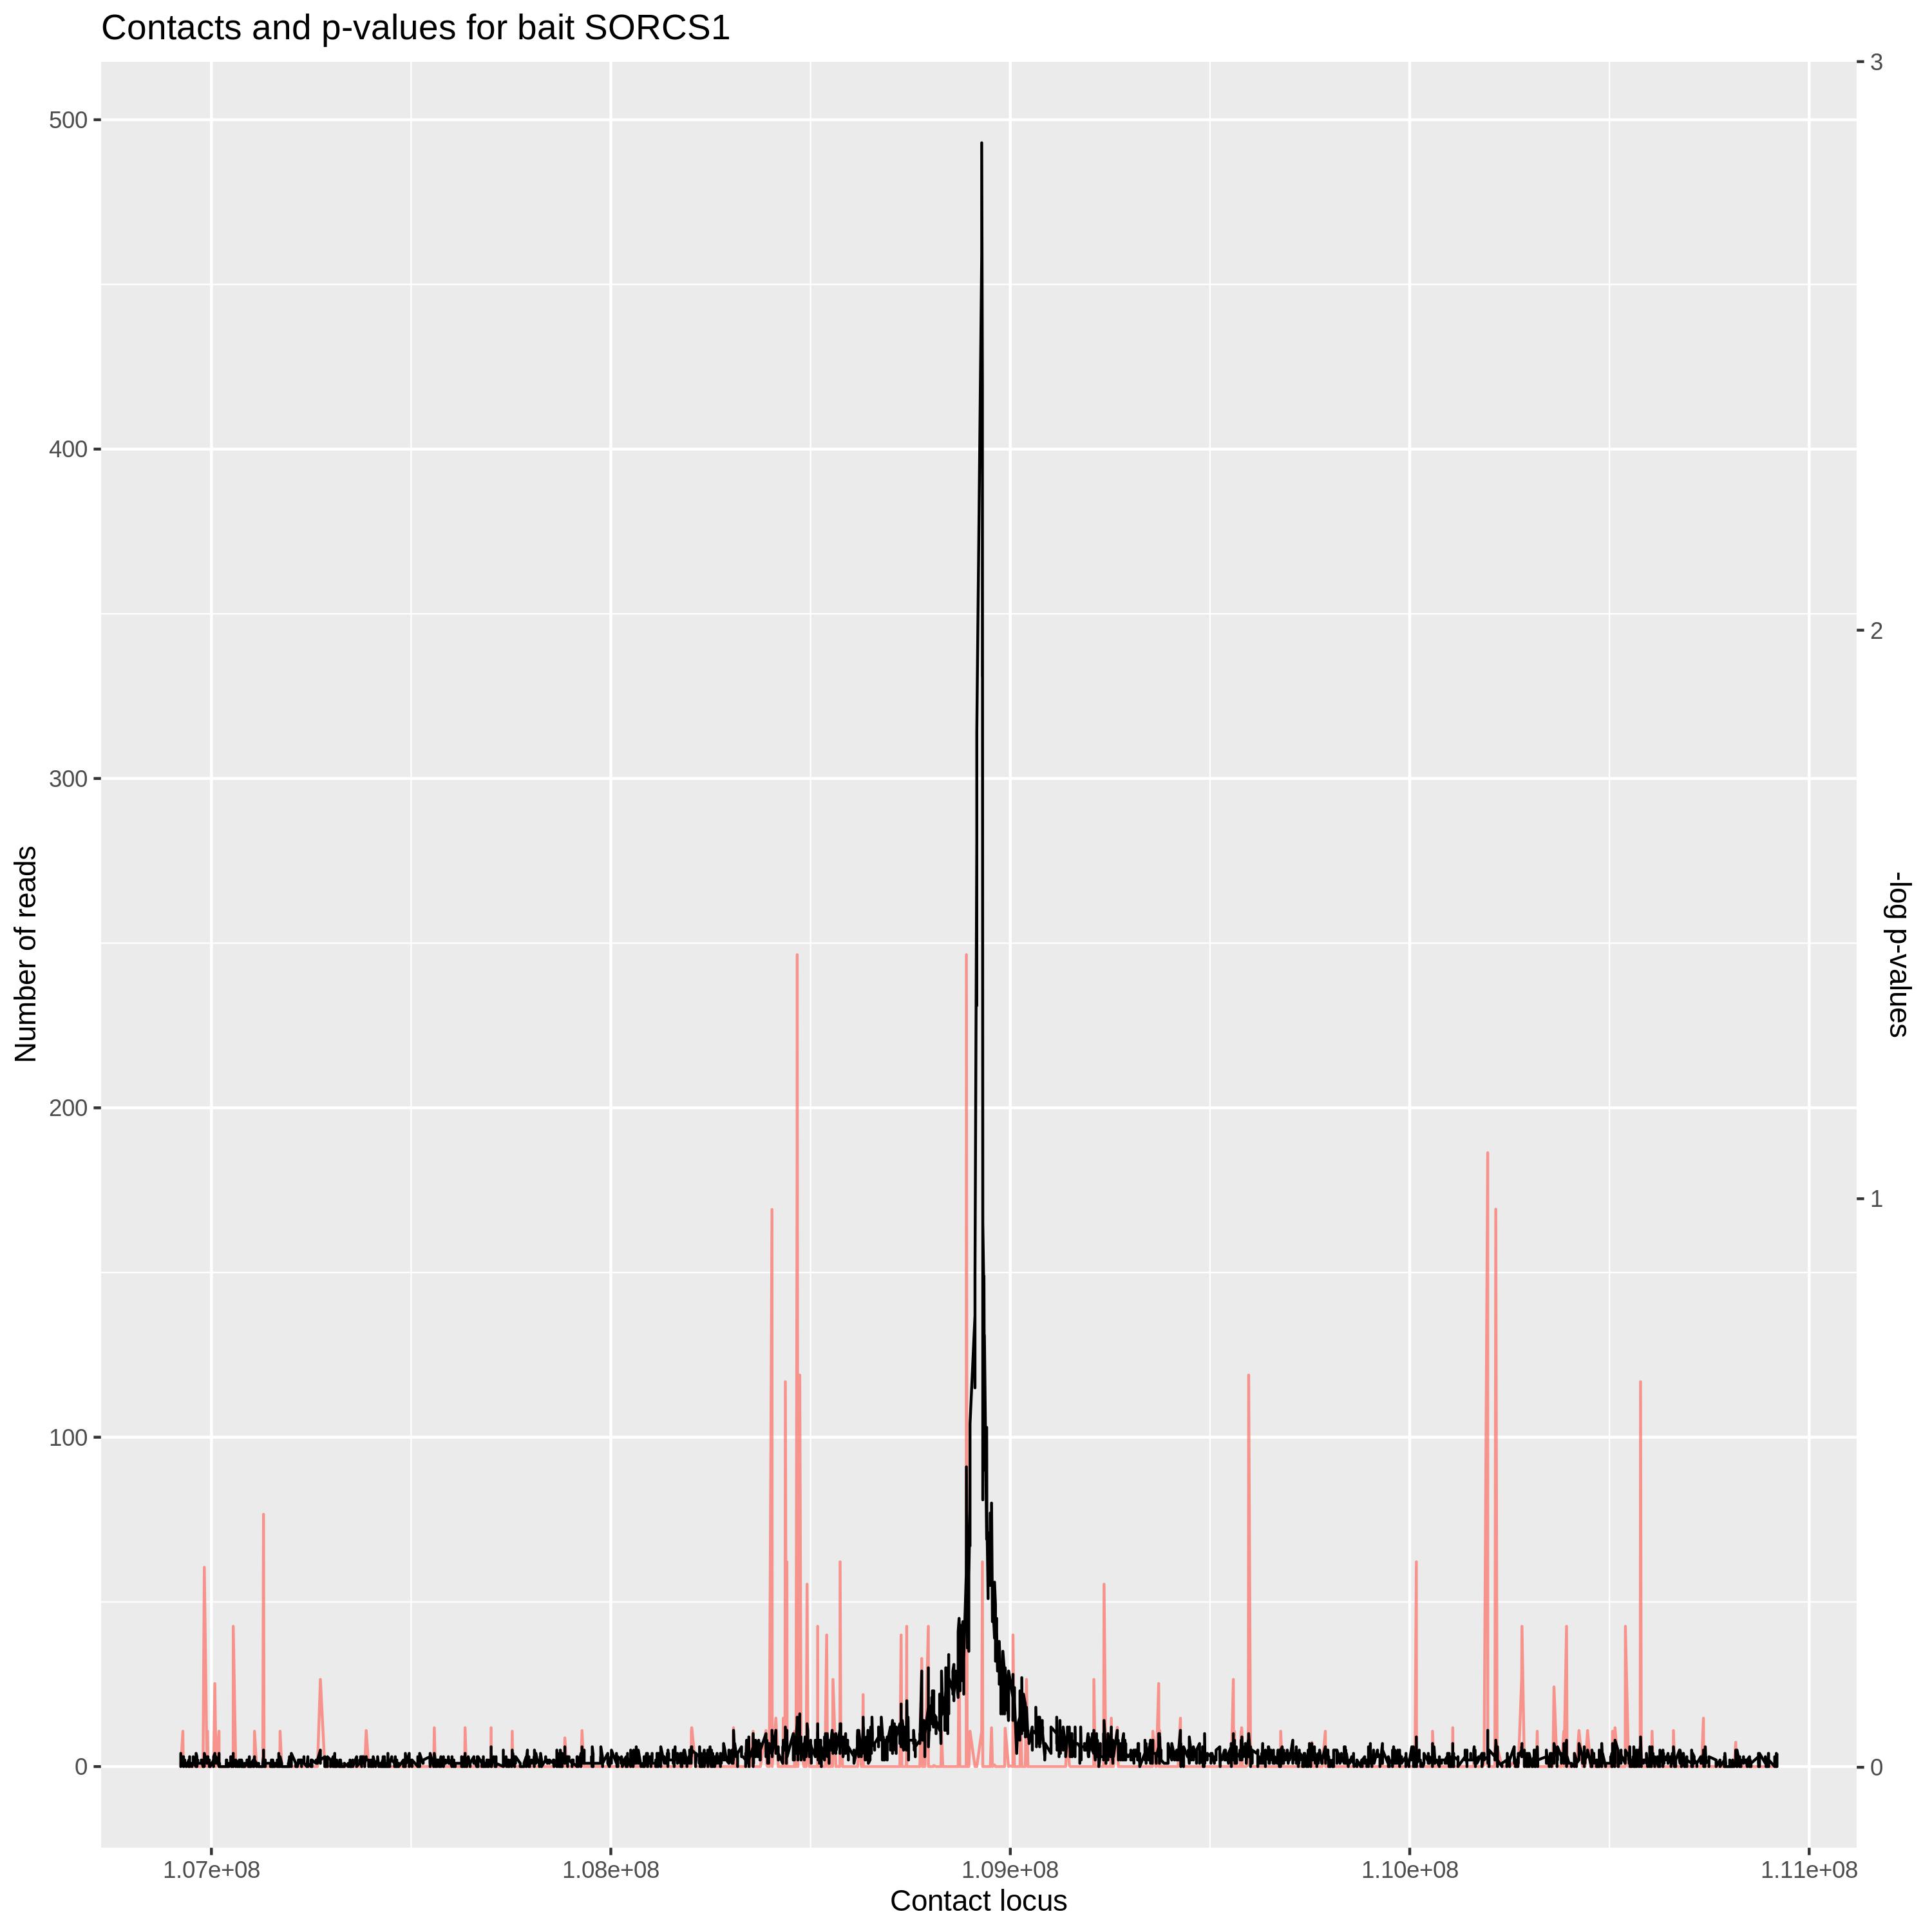 Contacts and p-values for bait SORCS1
500
400
300
200
100
0
Number of reads
3
2
1
0
-log p-values
1.07e+08
1.08e+08
1.09e+08
1.10e+08
1.11e+08
Contact locus